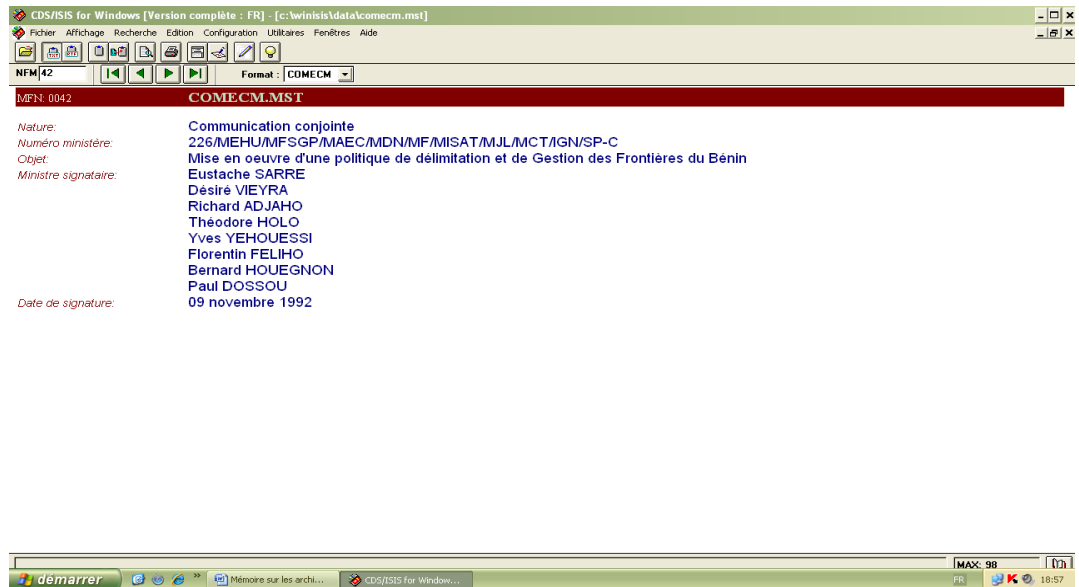 CDS/ISIS for Windows [Version complète : FR] - [c:\winisis\data\comecm.mst]
Fichier Affichage Recherche Edition Configuration Utilitaires Fenêtres Aide
NFM 42 Format : COMECM
MFN: 0042 COMECM.MST
Nature: Communication conjointe
Numéro ministére: 226/MEHU/MFSGP/MAEC/MDN/MF/MISAT/MJL/MCT/IGN/SP-C
Objet: Mise en oeuvre d'une politique de délimitation et de Gestion des Frontières du Bénin
Ministre signataire: Eustache SARRE
Désiré VIEYRA
Richard ADJAHO
Théodore HOLO
Yves YEHOUESSI
Florentin FELIHO
Bernard HOUEGNON
Paul DOSSOU
Date de signature: 09 novembre 1992
MAX: 98
démarrer » Mémoire sur les archi... CDS/ISIS for Window... FR 18:57